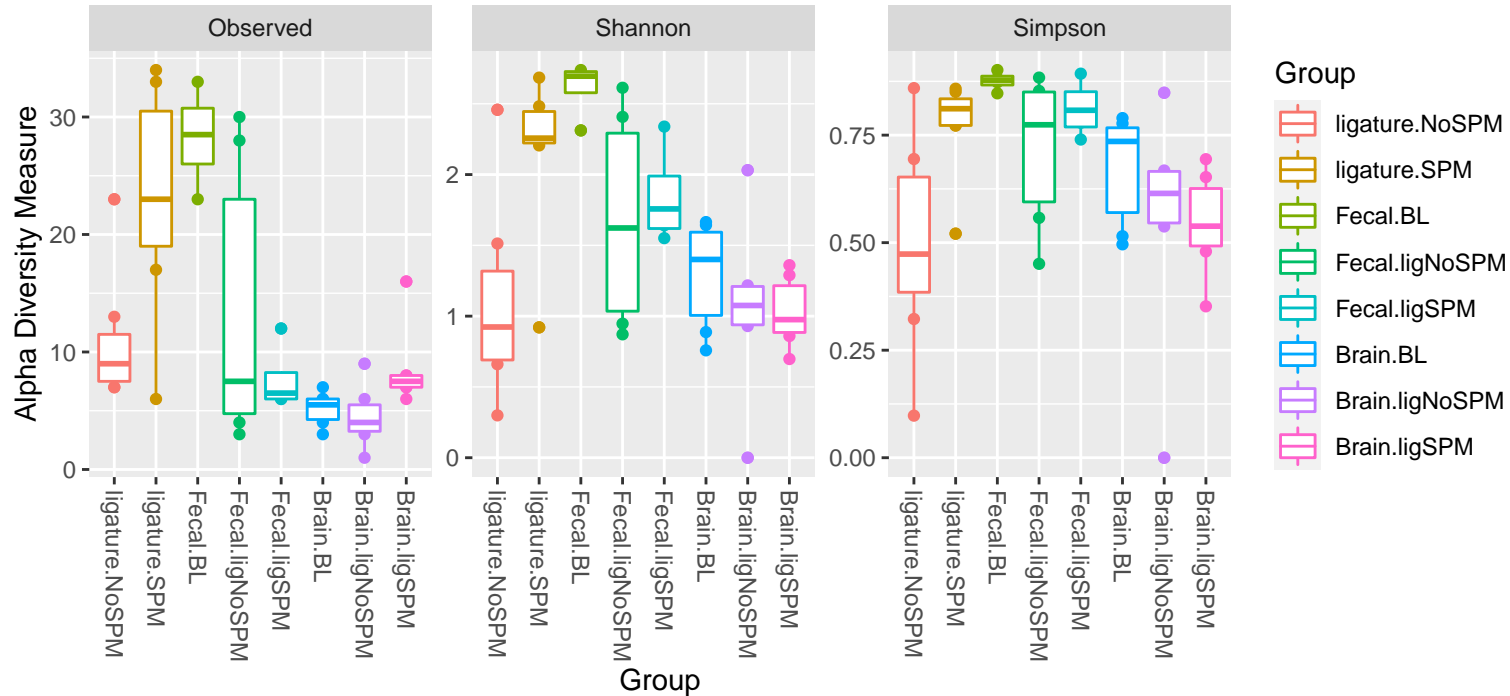 Observed
Shannon
Simpson
Alpha Diversity Measure
30
20
10
0
2
1
0
0.75
0.50
0.25
0.00
ligature.NoSPM
ligature.SPM
Fecal.BL
Fecal.ligNoSPM
Fecal.ligSPM
Brain.BL
Brain.ligNoSPM
Brain.ligSPM
ligature.NoSPM
ligature.SPM
Fecal.BL
Fecal.ligNoSPM
Fecal.ligSPM
Brain.BL
Brain.ligNoSPM
Brain.ligSPM
ligature.NoSPM
ligature.SPM
Fecal.BL
Fecal.ligNoSPM
Fecal.ligSPM
Brain.BL
Brain.ligNoSPM
Brain.ligSPM
Group
Group
ligature.NoSPM
ligature.SPM
Fecal.BL
Fecal.ligNoSPM
Fecal.ligSPM
Brain.BL
Brain.ligNoSPM
Brain.ligSPM